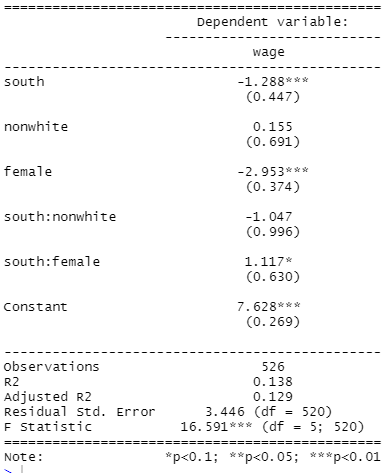 ===============================================
Dependent variable:
---------------------------
wage
-----------------------------------------------
south -1.288***
(0.447)
nonwhite 0.155
(0.691)
female -2.953***
(0.374)
south:nonwhite -1.047
(0.996)
south:female 1.117*
(0.630)
Constant 7.628***
(0.269)
-----------------------------------------------
Observations 526
R2 0.138
Adjusted R2 0.129
Residual Std. Error 3.446 (df = 520)
F Statistic 16.591*** (df = 5; 520)
===============================================
Note: *p<0.1; **p<0.05; ***p<0.01
>